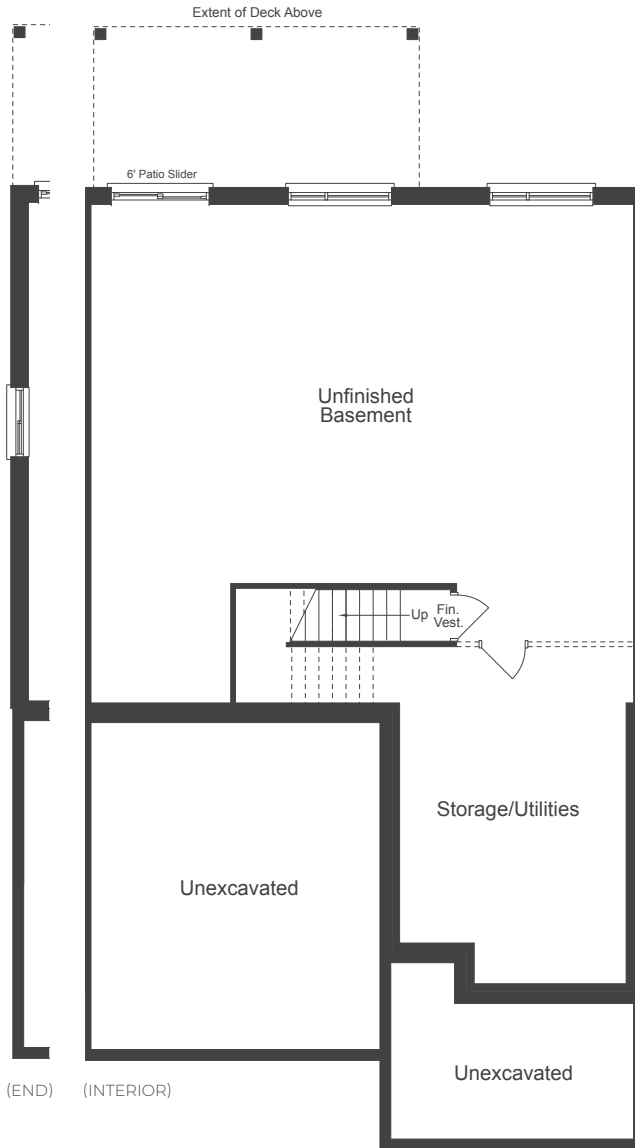 Extent of Deck Above
6' Patio Slider
Unfinished
Basement
Up
Fin.
Vest.
Storage/Utilities
Unexcavated
Unexcavated
(END)
(INTERIOR)